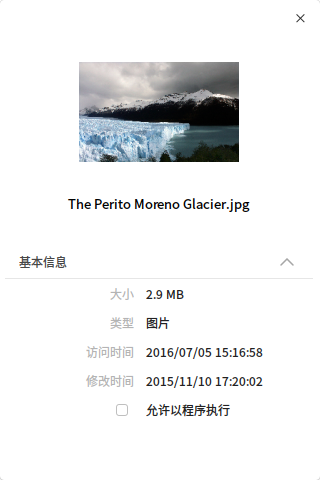 The Perito Moreno Glacier.jpg
基本信息
大小 2.9 MB
类型 图片
访问时间 2016/07/05 15:16:58
修改时间 2015/11/10 17:20:02
允许以程序执行